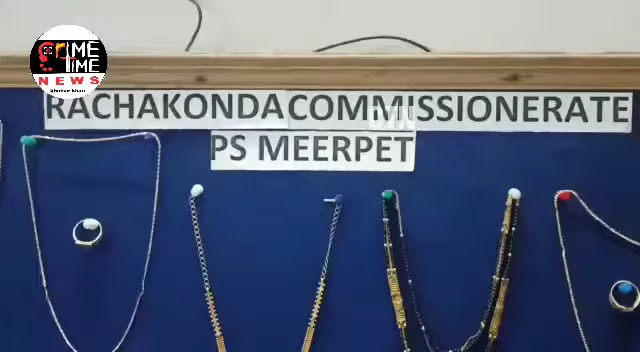 CRIME
TIME
NEWS
RACHAKONDA COMMISSIONERATE
PS MEERPET